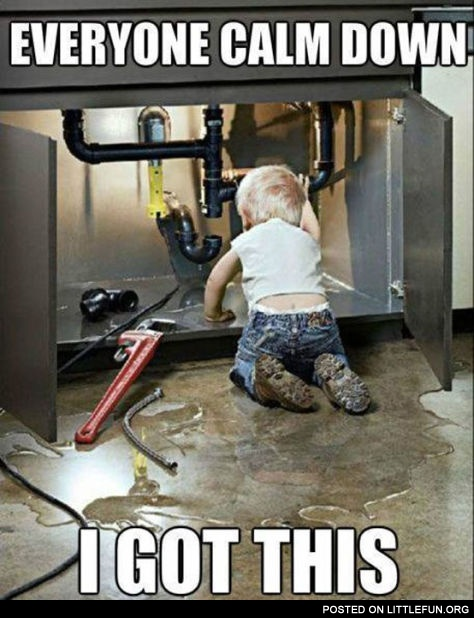 EVERYONE CALM DOWN
I GOT THIS
POSTED ON LITTLEFUN.ORG